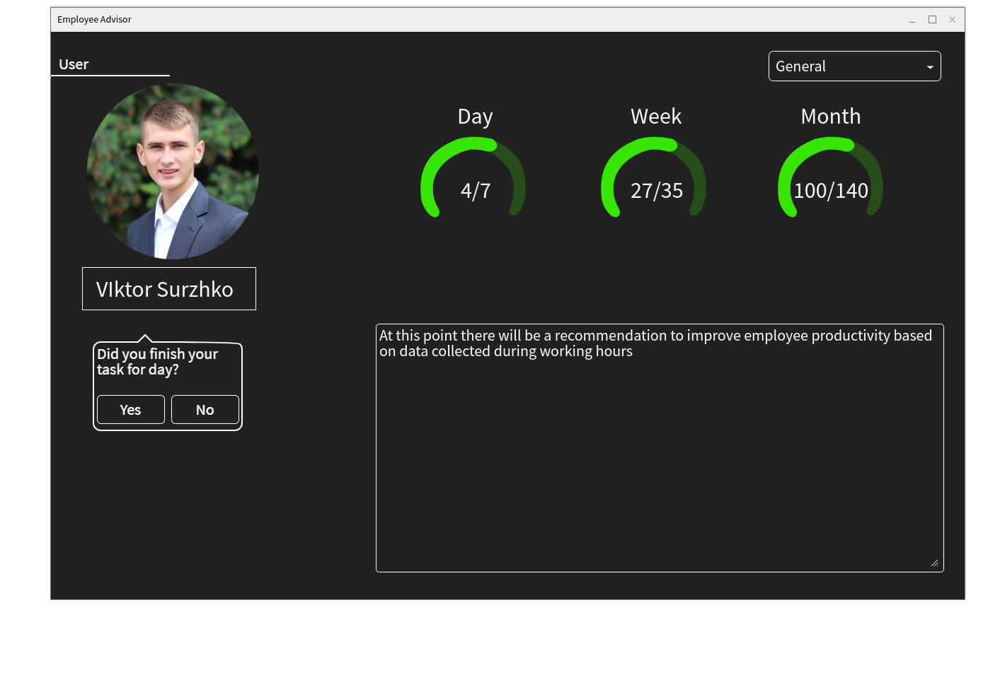 Employee Advisor
User
General
Day
Week
Month
4/7
27/35
100/140
VIktor Surzhko
At this point there will be a recommendation to improve employee productivity based
on data collected during working hours
Did you finish your
task for day?
Yes
No